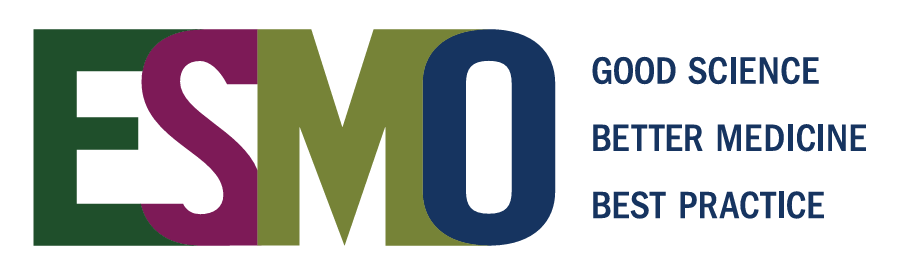 ESMO
GOOD SCIENCE
BETTER MEDICINE
BEST PRACTICE